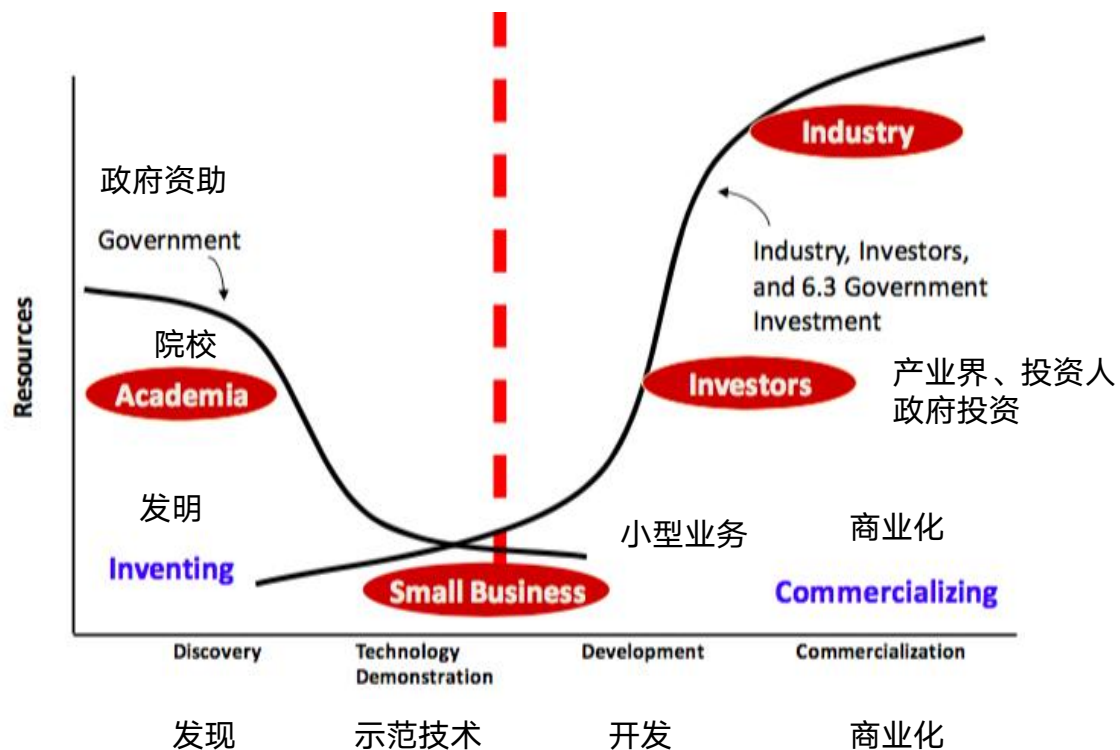 政府资助
Government
院校
Academia
Resources
发明
Inventing
Industry
Industry, Investors,
and 6.3 Government
Investment
Investors
产业界、投资人
政府投资
小型业务
Small Business
商业化
Commercializing
Discovery
Technology
Demonstration
Development
Commercialization
发现
示范技术
开发
商业化